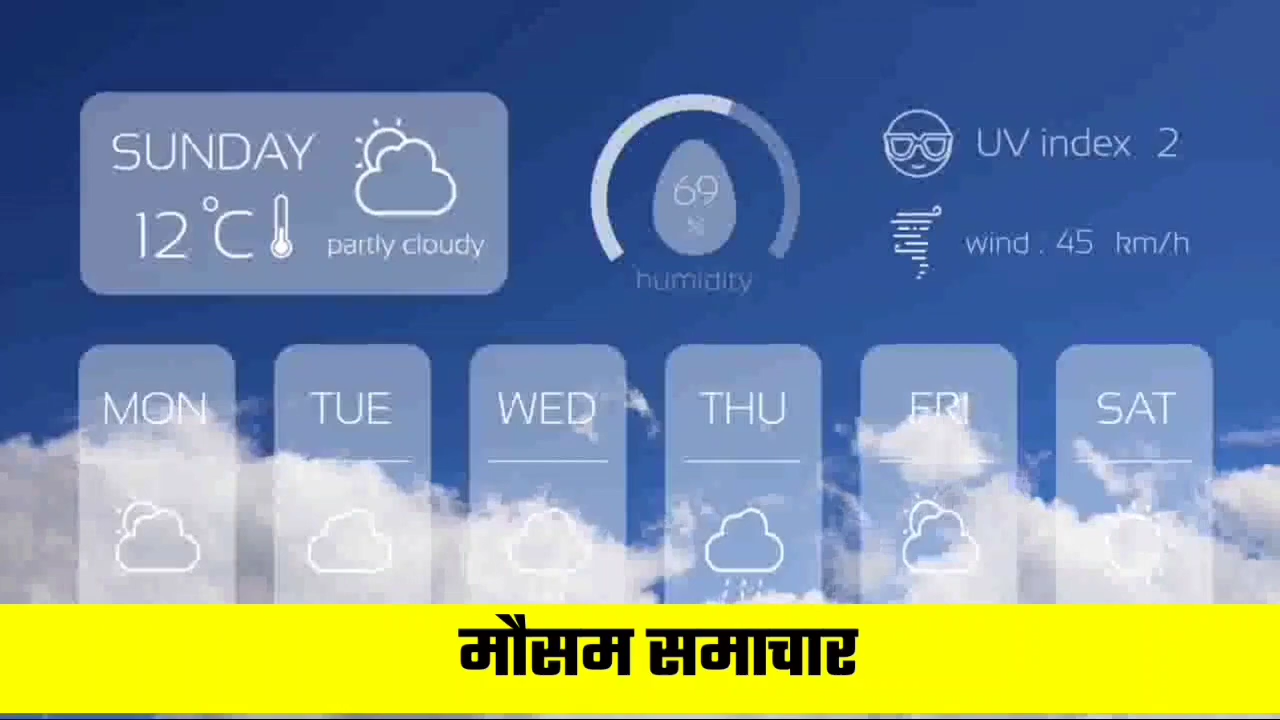 SUNDAY
12 °C
partly cloudy
69
%
humidity
UV index 2
wind . 45 km/h
MON TUE WED THU FRI SAT
मौसम समाचार